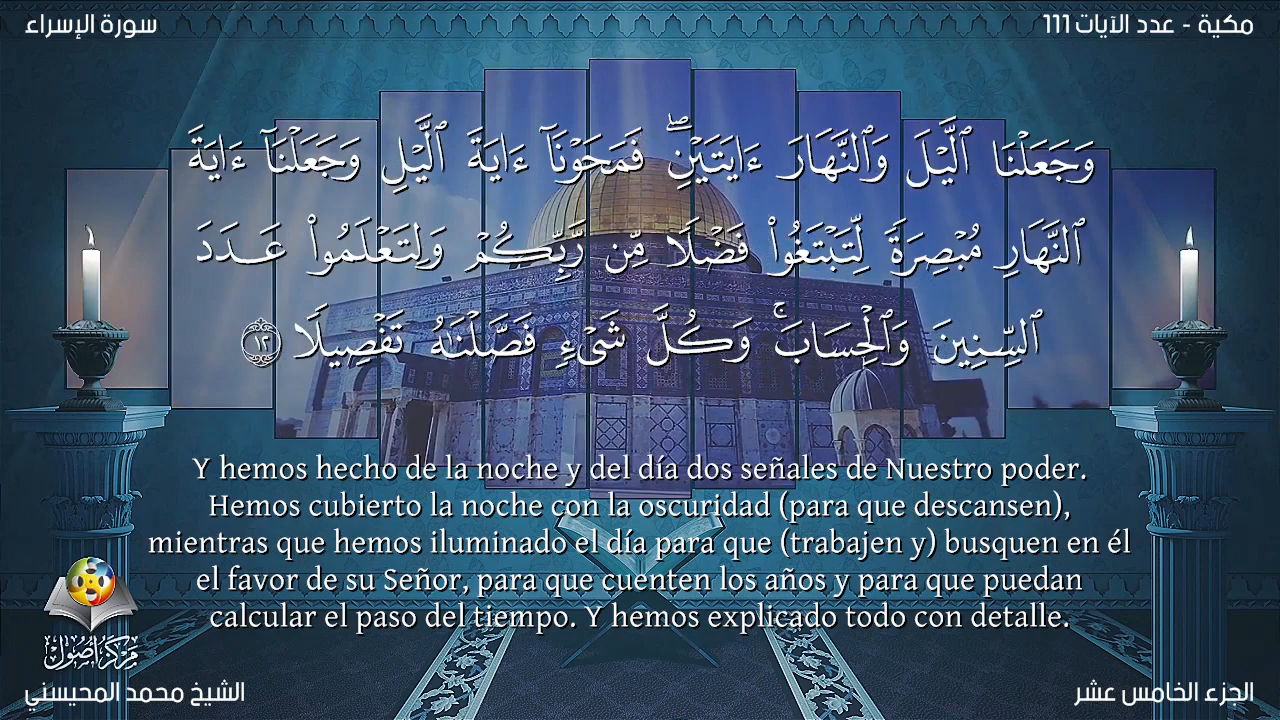 سورة الإسراء
مكية - عدد الآيات 111
وَجَعَلْنَا ٱلَّيْلَ وَٱلنَّهَارَ ءَايَتَيْنِ ۖ فَمَحَوْنَآ ءَايَةَ ٱلَّيْلِ وَجَعَلْنَآ ءَايَةَ
ٱلنَّهَارِ مُبْصِرَةً لِّتَبْتَغُوا۟ فَضْلًا مِّن رَّبِّكُمْ وَلِتَعْلَمُوا۟ عَدَدَ
ٱلسِّنِينَ وَٱلْحِسَابَ ۚ وَكُلَّ شَىْءٍ فَصَّلْنَـٰهُ تَفْصِيلًا ١٢
Y hemos hecho de la noche y del día dos señales de Nuestro poder.
Hemos cubierto la noche con la oscuridad (para que descansen),
mientras que hemos iluminado el día para que (trabajen y) busquen en él
el favor de su Señor, para que cuenten los años y para que puedan
calcular el paso del tiempo. Y hemos explicado todo con detalle.
مركز أصول
الشيخ محمد المحيسني
الجزء الخامس عشر